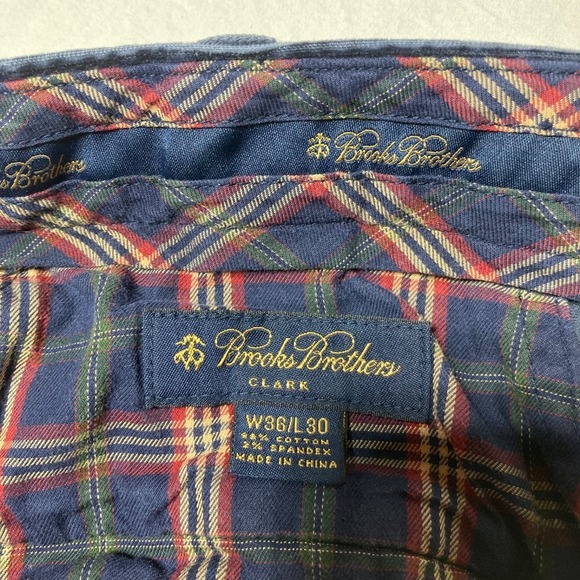 Brooks Brothers
Brooks Brothers
Brooks Brothers
CLARK
W36/L30
98% COTTON
2% SPANDEX
MADE IN CHINA